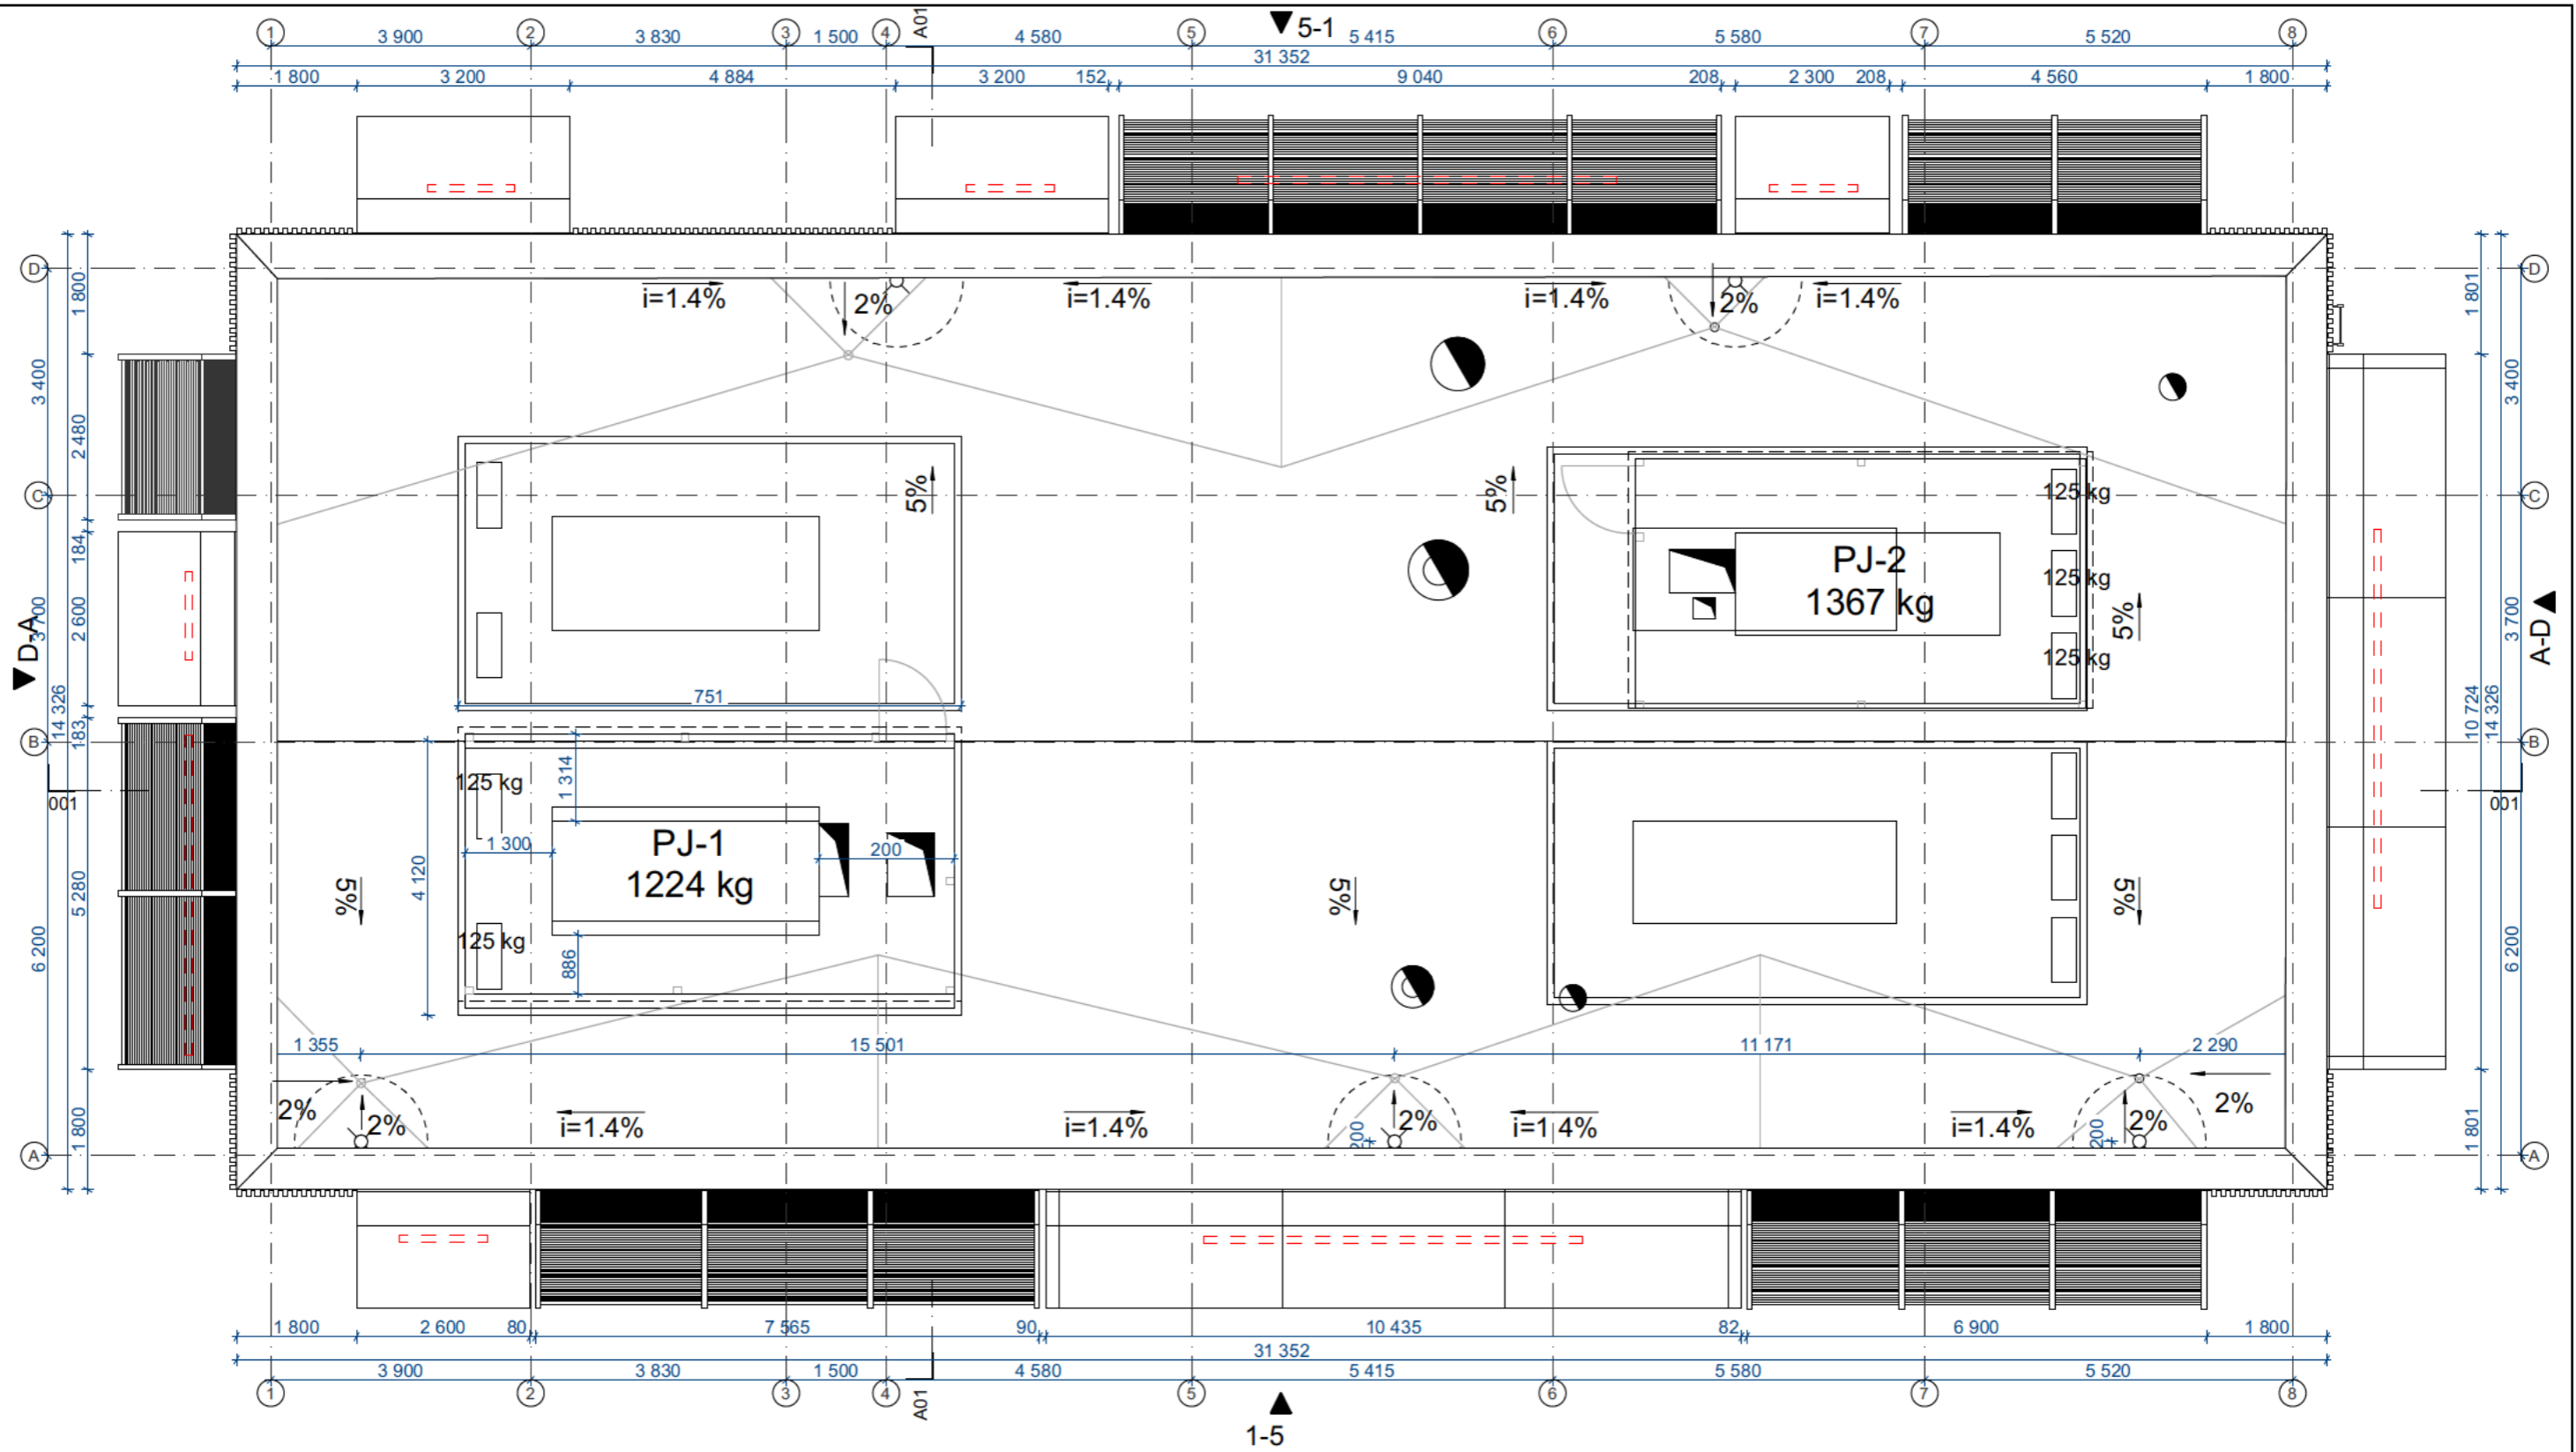 A01
▼ 5-1
1 2 3 4 5 6 7 8
3 900 3 830 1 500 4 580 5 415 5 580 5 520
31 352
1 800 3 200 4 884 3 200 152 9 040 208 2 300 208 4 560 1 800
D D
i=1.4% 2% i=1.4% i=1.4% 2% i=1.4%
1 800 1 801
3 400 3 400
2 480
C C
5% 5% 125 kg
184
PJ-2
125 kg
1367 kg
3 700 2 600 5% 3 700
▼ D-A A-D ▲
125 kg
751
14 326 10 724 14 326
183
B B
125 kg 1 314
001 001
1 300 PJ-1 200
1224 kg
4 120
5% 5% 5%
5 280
125 kg
886
6 200 6 200
1 355 15 501 11 171 2 290
2% 2% 2% 2% 2%
i=1.4% i=1.4% i=1 4% i=1.4%
200 200
1 800 1 801
A A
1 800 2 600 80 7 565 90 10 435 82 6 900 1 800
31 352
3 900 3 830 1 500 4 580 5 415 5 580 5 520
1 2 3 4 5 6 7 8
A01
▲
1-5